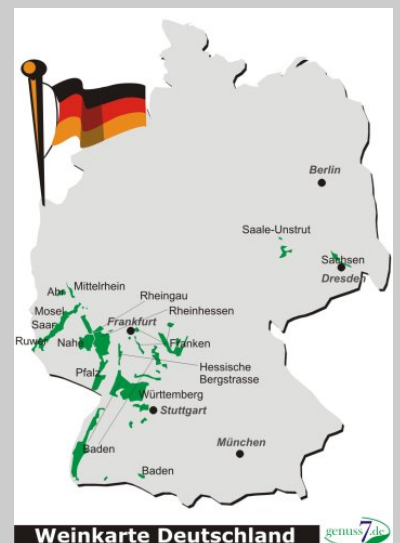 Berlin
Saale-Unstrut
Sachsen
Dresden
Ahr
Mittelrhein
Rheingau
Mosel
Saar
Ruwer
Rheinhessen
Frankfurt
Nahe
Franken
Pfalz
Hessische
Bergstrasse
Württemberg
Stuttgart
Baden
München
Baden
Weinkarte Deutschland
genuss7.de